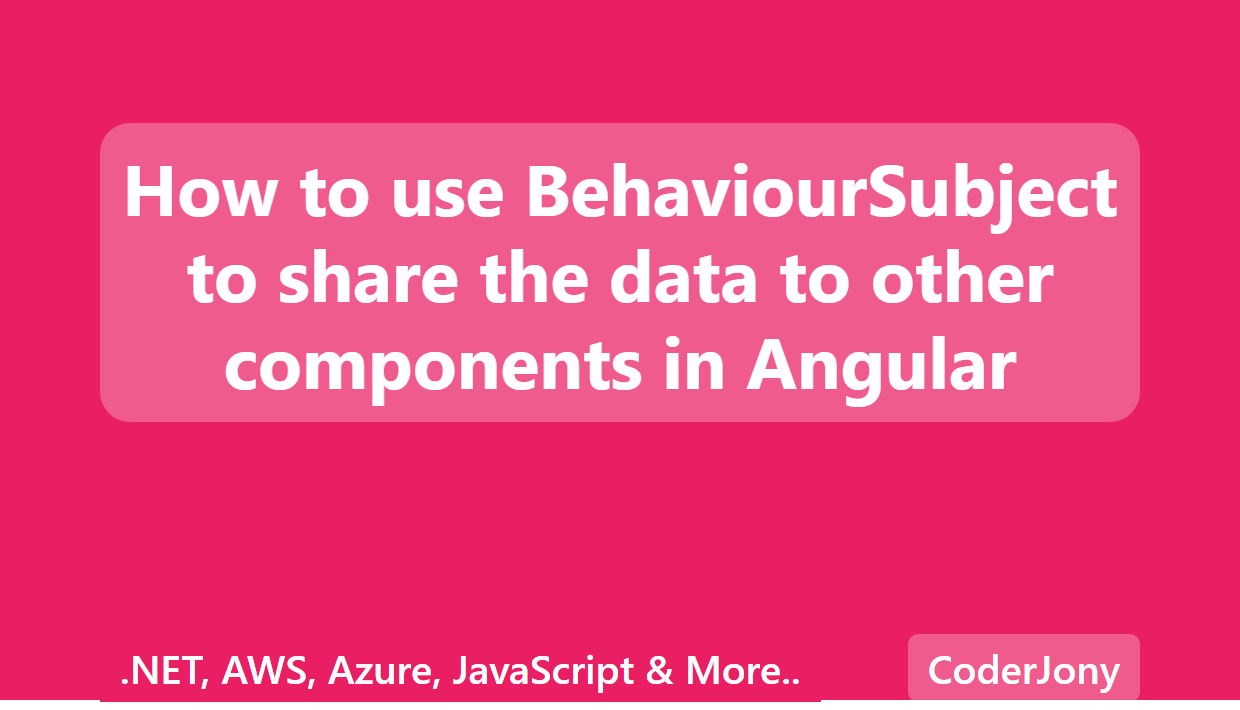 How to use BehaviourSubject
to share the data to other
components in Angular
.NET, AWS, Azure, JavaScript & More..
CoderJony